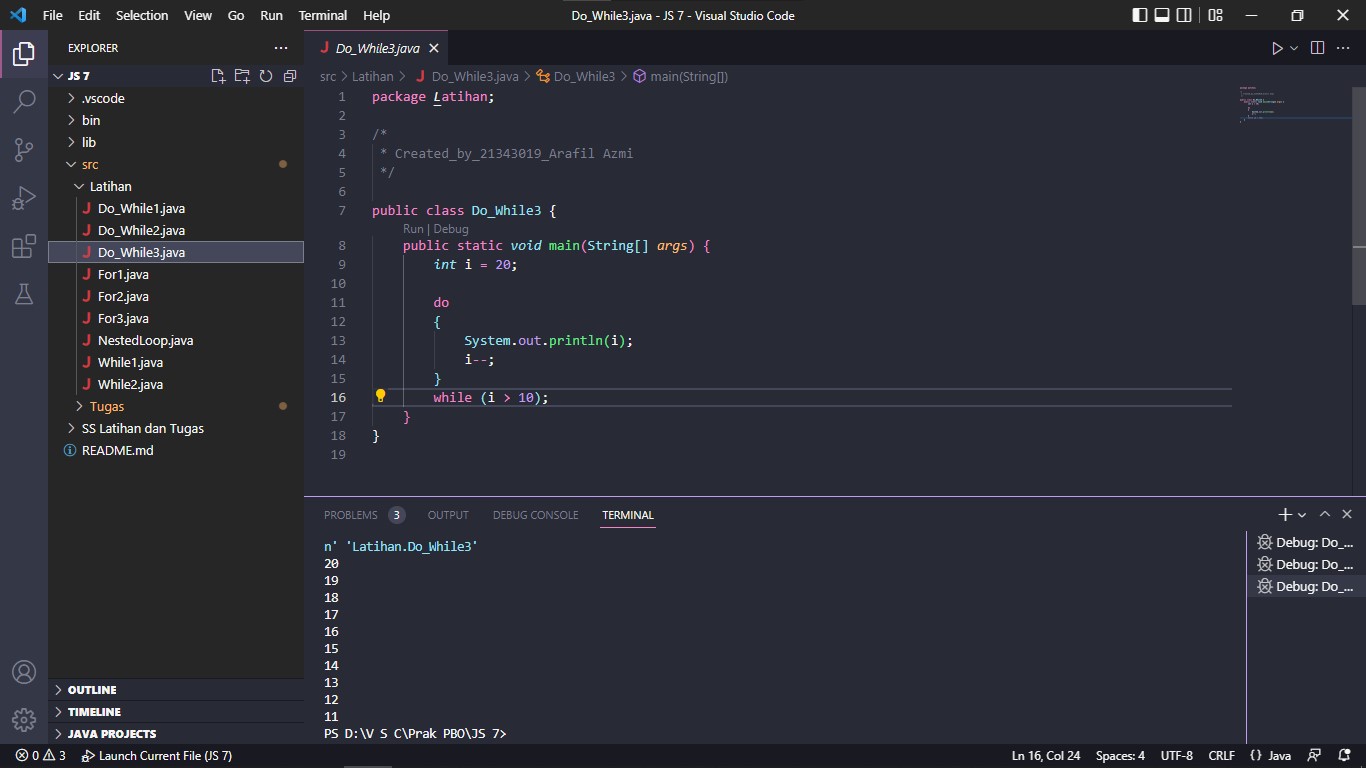 File Edit Selection View Go Run Terminal Help
Do_While3.java - JS 7 - Visual Studio Code
EXPLORER
JS 7
.vscode
bin
lib
src
Latihan
Do_While1.java
Do_While2.java
Do_While3.java
For1.java
For2.java
For3.java
NestedLoop.java
While1.java
While2.java
Tugas
SS Latihan dan Tugas
README.md
OUTLINE
TIMELINE
JAVA PROJECTS
Do_While3.java
src > Latihan > Do_While3.java > Do_While3 > main(String[])
1 package Latihan;
2
3 /*
4 * Created_by_21343019_Arafil Azmi
5 */
6
7 public class Do_While3 {
Run | Debug
8 public static void main(String[] args) {
9 int i = 20;
10
11 do
12 {
13 System.out.println(i);
14 i--;
15 }
16 while (i > 10);
17 }
18 }
19
PROBLEMS 3 OUTPUT DEBUG CONSOLE TERMINAL
n' 'Latihan.Do_While3'
20
19
18
17
16
15
14
13
12
11
PS D:\V S C\Prak PBO\JS 7>
Debug: Do_...
Debug: Do_...
Debug: Do_...
0 3 Launch Current File (JS 7)
Ln 16, Col 24 Spaces: 4 UTF-8 CRLF {} Java